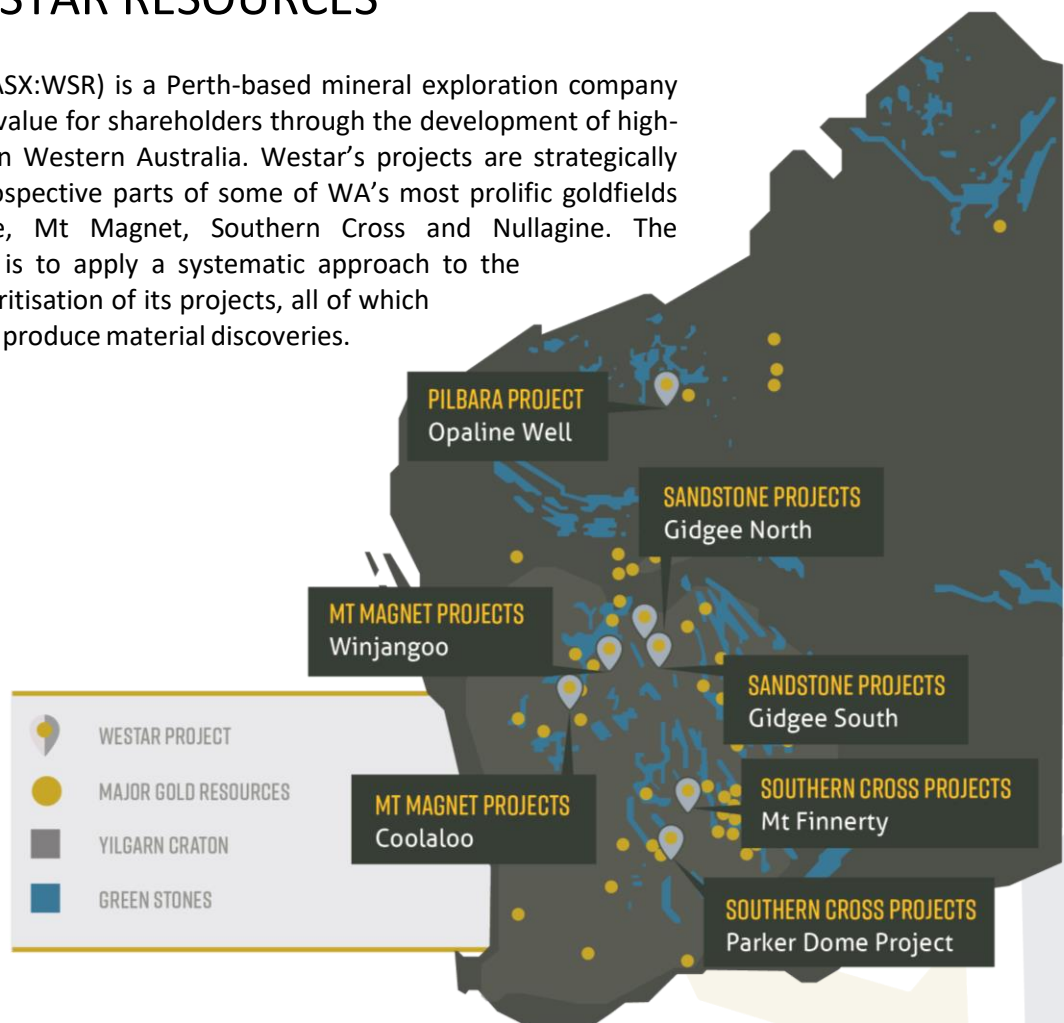 STAR RESOURCES
ASX:WSR) is a Perth-based mineral exploration company
value for shareholders through the development of high-
n Western Australia. Westar's projects are strategically
ospective parts of some of WA's most prolific goldfields
e, Mt Magnet, Southern Cross and Nullagine. The
is to apply a systematic approach to the
ritisation of its projects, all of which
produce material discoveries.
PILBARA PROJECT
Opaline Well
SANDSTONE PROJECTS
Gidgee North
MT MAGNET PROJECTS
Winjangoo
SANDSTONE PROJECTS
Gidgee South
WESTAR PROJECT
MAJOR GOLD RESOURCES
YILGARN CRATON
GREEN STONES
MT MAGNET PROJECTS
Coolaloo
SOUTHERN CROSS PROJECTS
Mt Finnerty
SOUTHERN CROSS PROJECTS
Parker Dome Project